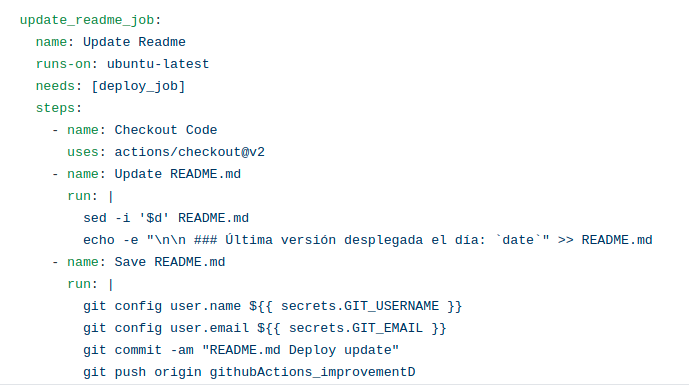 update_readme_job:
name: Update Readme
runs-on: ubuntu-latest
needs: [deploy_job]
steps:
- name: Checkout Code
uses: actions/checkout@v2
- name: Update README.md
run: |
sed -i '$d' README.md
echo -e "\n\n ### Última versión desplegada el día: `date`" >> README.md
- name: Save README.md
run: |
git config user.name ${{ secrets.GIT_USERNAME }}
git config user.email ${{ secrets.GIT_EMAIL }}
git commit -am "README.md Deploy update"
git push origin githubActions_improvementD